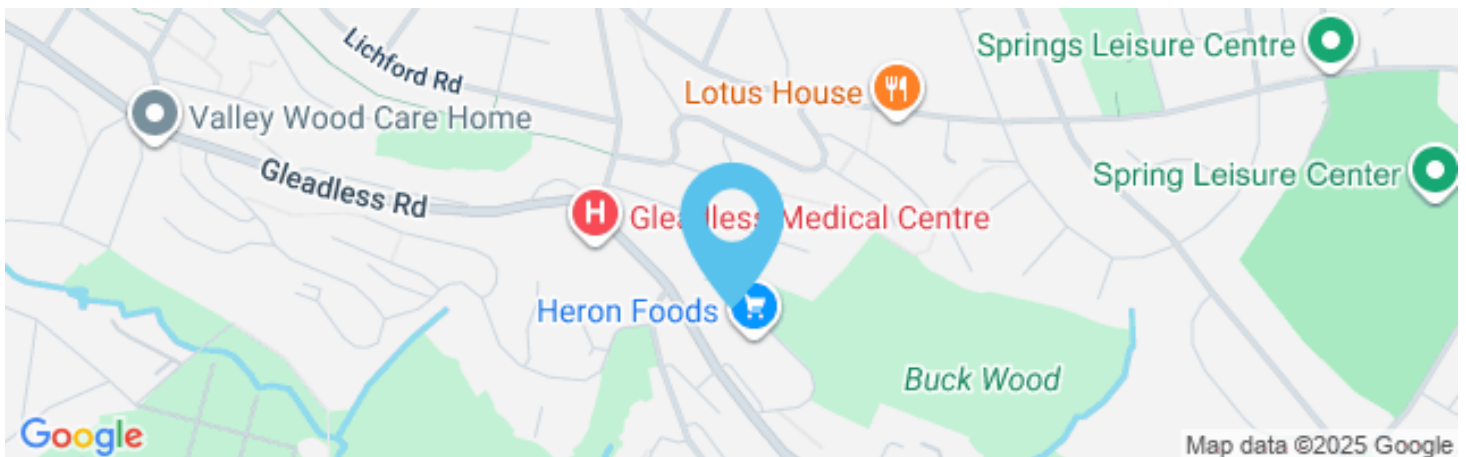 Lichford Rd
Springs Leisure Centre
Lotus House
Valley Wood Care Home
Gleadless Rd
Spring Leisure Center
H
Gleadless Medical Centre
Heron Foods
Buck Wood
Google
Map data ©2025 Google